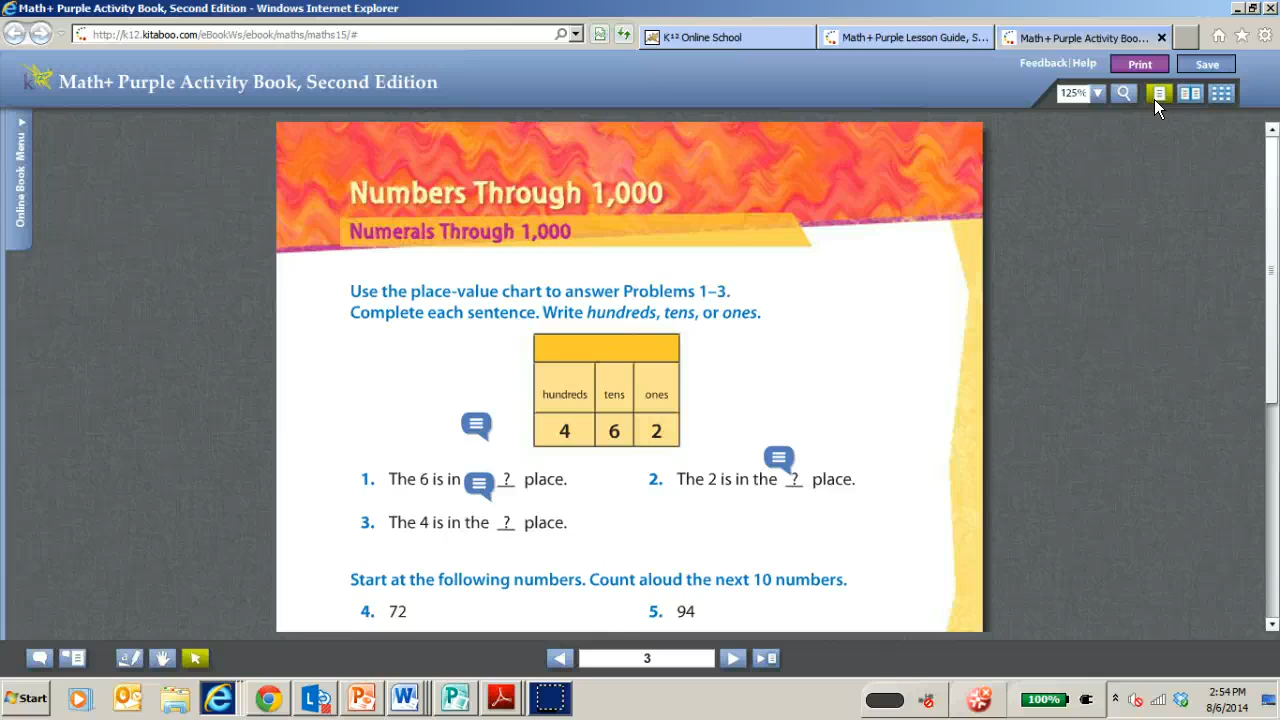 Math+ Purple Activity Book, Second Edition - Windows Internet Explorer
http://k12.kitaboo.com/eBookWs/ebook/maths/maths15/#
K¹² Online School
Math+ Purple Lesson Guide, S...
Math+ Purple Activity Boo...
Feedback|Help
Print
Save
Math+ Purple Activity Book, Second Edition
125%
Online Book Menu
Numbers Through 1,000
Numerals Through 1,000
Use the place-value chart to answer Problems 1–3.
Complete each sentence. Write hundreds, tens, or ones.
hundreds tens ones
4 6 2
1. The 6 is in ? place.
2. The 2 is in the ? place.
3. The 4 is in the ? place.
Start at the following numbers. Count aloud the next 10 numbers.
4. 72
5. 94
3
Start
100%
2:54 PM
8/6/2014